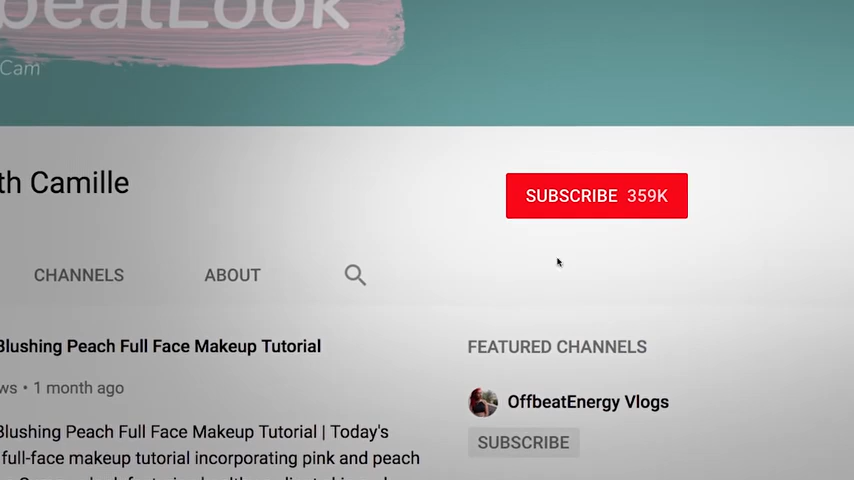 beatLook
Cam
th Camille
SUBSCRIBE 359K
CHANNELS ABOUT
Blushing Peach Full Face Makeup Tutorial
FEATURED CHANNELS
ws • 1 month ago
OffbeatEnergy Vlogs
Blushing Peach Full Face Makeup Tutorial | Today's
SUBSCRIBE
full-face makeup tutorial incorporating pink and peach